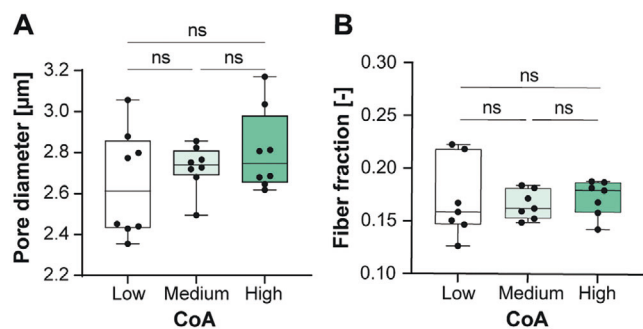 A
ns
ns
ns
Pore diameter [μm]
3.2
3.0
2.8
2.6
2.4
2.2
Low
Medium
High
CoA
B
ns
ns
ns
Fiber fraction [-]
0.30
0.25
0.20
0.15
0.10
Low
Medium
High
CoA